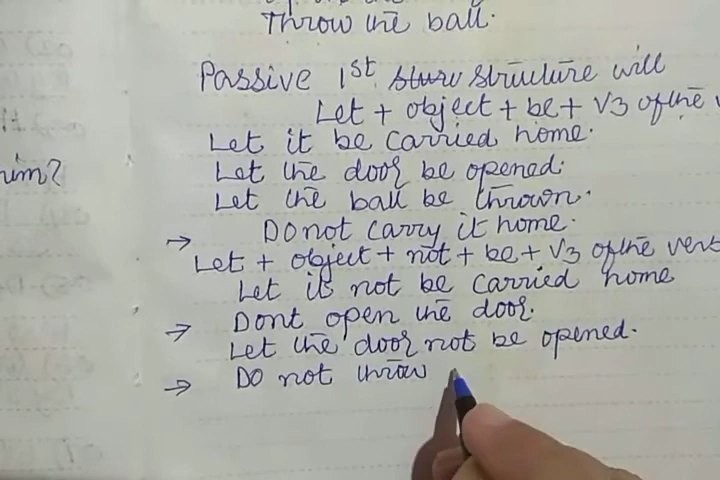 Throw the ball.
Passive 1st structure will
Let + object + be + V3 of the
Let it be carried home.
him?
Let the door be opened.
Let the ball be thrown.
→ Do not carry it home.
Let + object + not + be + V3 of the verb
Let it not be carried home
→ Dont open the door.
Let the door not be opened.
→ Do not throw